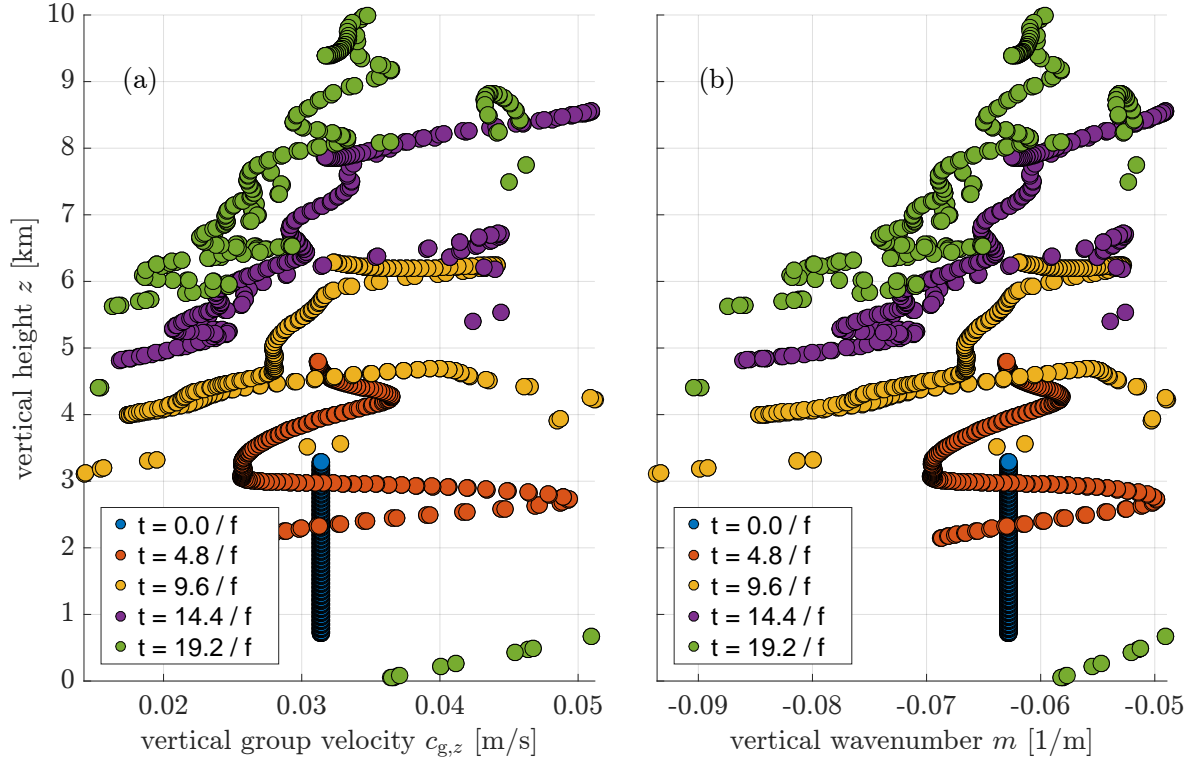 10
9
8
7
6
5
4
3
2
1
0
vertical height z [km]
(a)
t = 0.0 / f
t = 4.8 / f
t = 9.6 / f
t = 14.4 / f
t = 19.2 / f
0.02 0.03 0.04 0.05
vertical group velocity c_{g,z} [m/s]
(b)
t = 0.0 / f
t = 4.8 / f
t = 9.6 / f
t = 14.4 / f
t = 19.2 / f
-0.09 -0.08 -0.07 -0.06 -0.05
vertical wavenumber m [1/m]